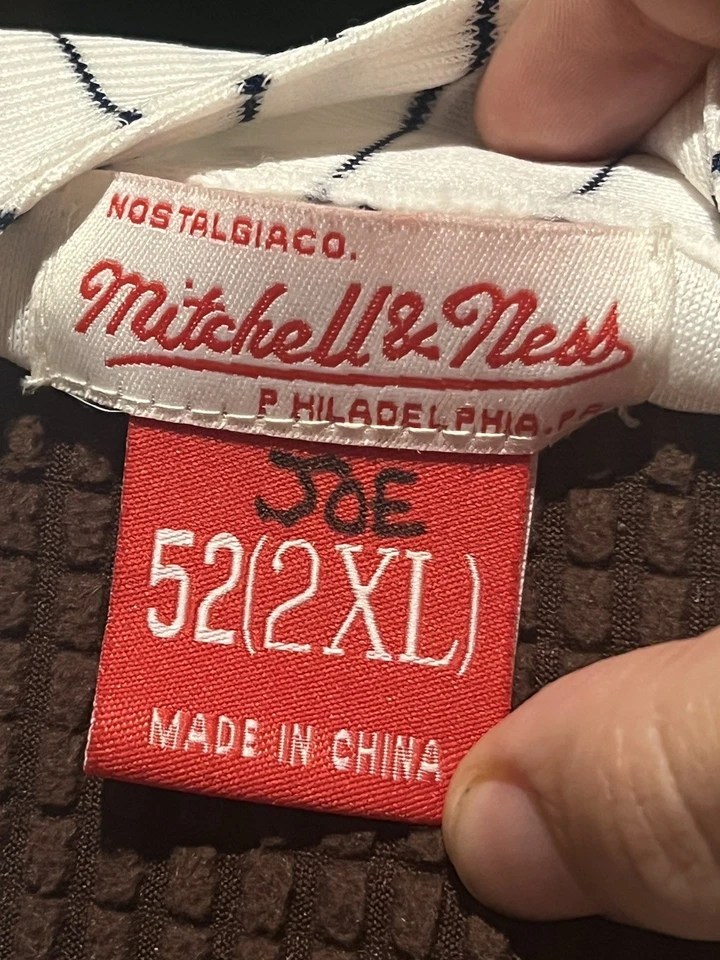 NOSTALGIA CO.
Mitchell & Ness
PHILADELPHIA, PA
JOE
52(2XL)
MADE IN CHINA